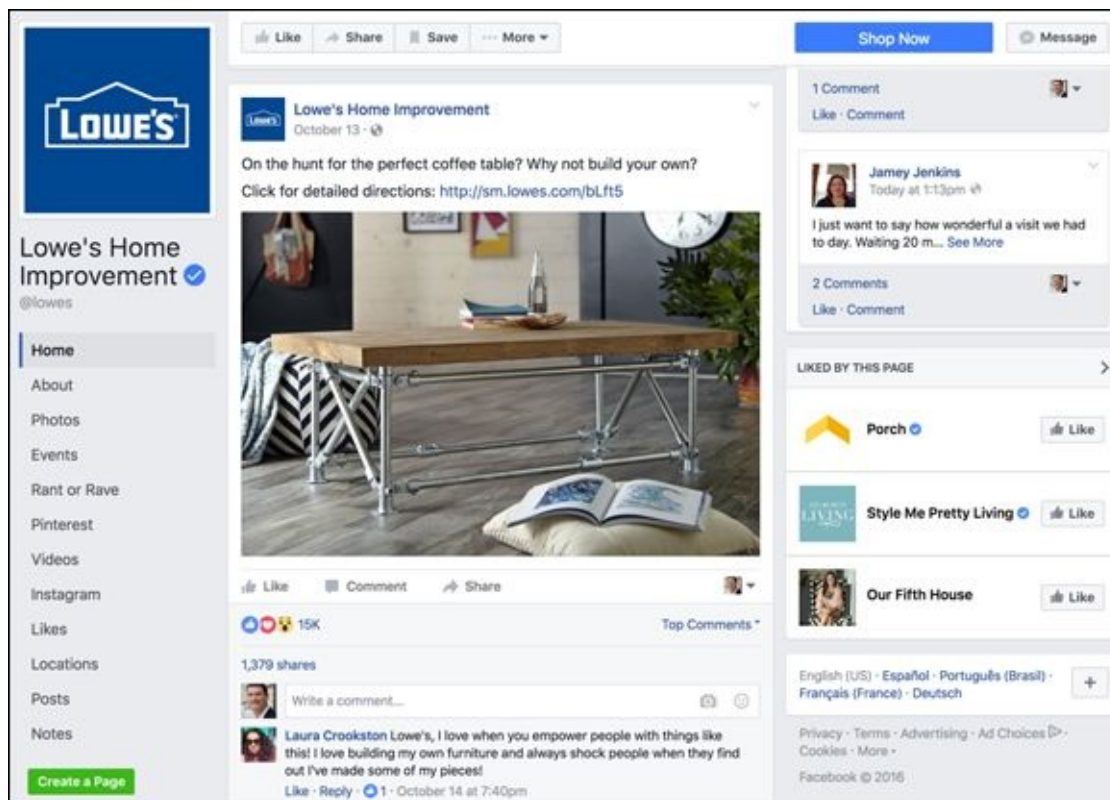 LOWE'S
Lowe's Home
Improvement
@lowes
Home
About
Photos
Events
Rant or Rave
Pinterest
Videos
Instagram
Likes
Locations
Posts
Notes
Create a Page
Like Share Save ··· More
Shop Now Message
LOWE'S
Lowe's Home Improvement
October 13 ·
On the hunt for the perfect coffee table? Why not build your own?
Click for detailed directions: http://sm.lowes.com/bLft5
Like Comment Share
15K Top Comments
1,379 shares
Write a comment...
Laura Crookston Lowe's, I love when you empower people with things like
this! I love building my own furniture and always shock people when they find
out I've made some of my pieces!
Like · Reply · 1 · October 14 at 7:40pm
1 Comment
Like · Comment
Jamey Jenkins
Today at 1:13pm
I just want to say how wonderful a visit we had
to day. Waiting 20 m... See More
2 Comments
Like · Comment
LIKED BY THIS PAGE
Porch Like
LIVING
Style Me Pretty Living Like
Our Fifth House Like
English (US) · Español · Português (Brasil) ·
Français (France) · Deutsch
Privacy · Terms · Advertising · Ad Choices ·
Cookies · More
Facebook © 2016